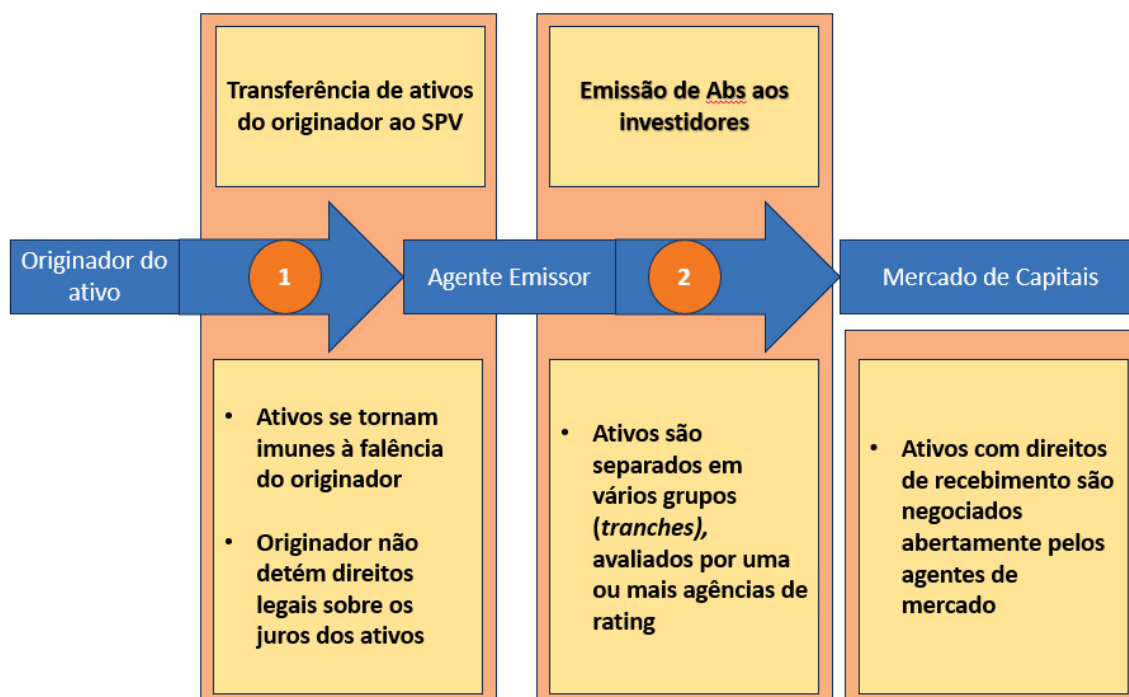 Transferência de ativos
do originador ao SPV
Emissão de Abs aos
investidores
Originador do
ativo
1
Agente Emissor
2
Mercado de Capitais
• Ativos se tornam
imunes à falência
do originador
• Originador não
detém direitos
legais sobre os
juros dos ativos
• Ativos são
separados em
vários grupos
(tranches),
avaliados por uma
ou mais agências de
rating
• Ativos com direitos
de recebimento são
negociados
abertamente pelos
agentes de
mercado